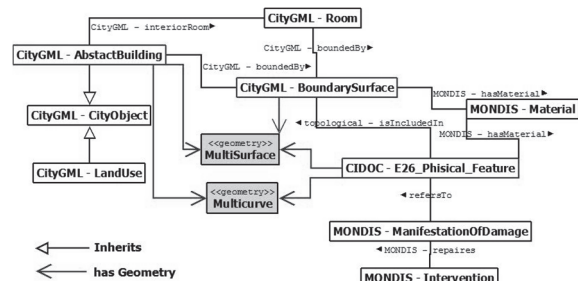 CityGML - Room
CityGML - interiorRoom
CityGML - AbstactBuilding
CityGML - boundedBy
CityGML - boundedBy
CityGML - BoundarySurface
MONDIS - hasMaterial
MONDIS - Material
CityGML - CityObject
topological - isIncludedIn
MONDIS - hasMaterial
<<geometry>>
MultiSurface
CityGML - LandUse
CIDOC - E26_Phisical_Feature
<<geometry>>
Multicurve
refersTo
MONDIS - ManifestationOfDamage
Inherits
MONDIS - repaires
has Geometry
MONDIS - Intervention